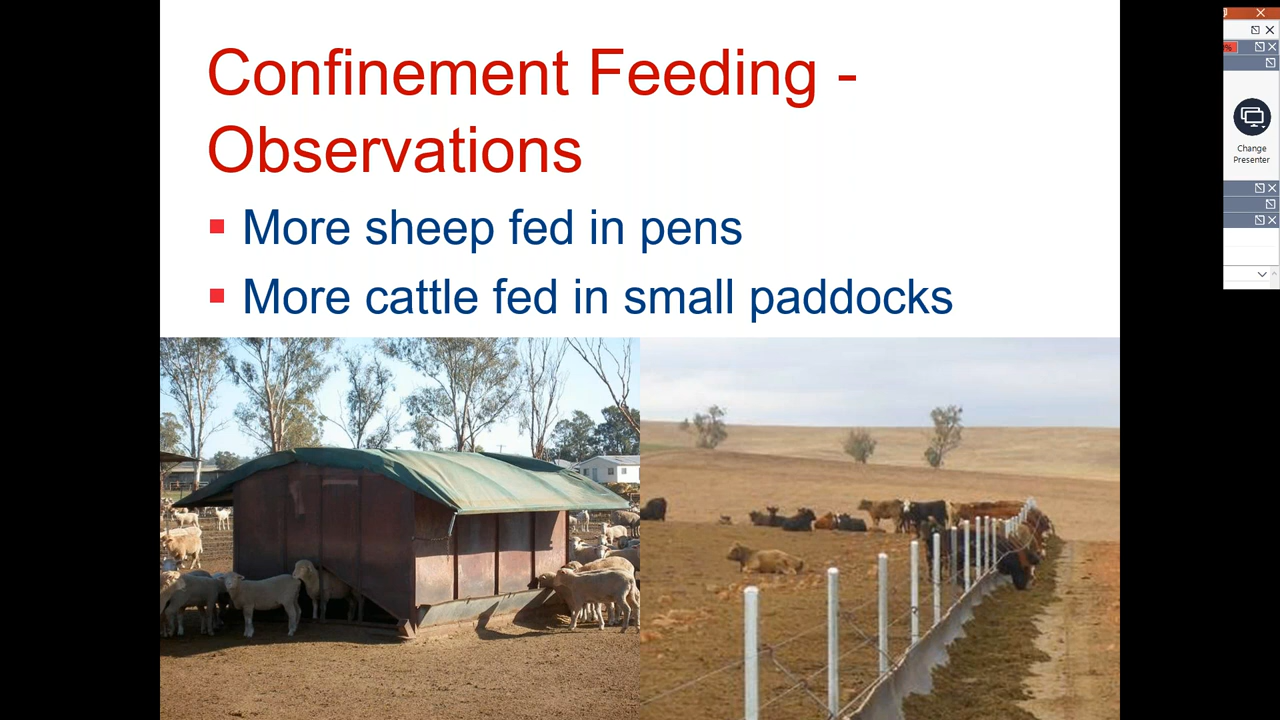 Confinement Feeding -
Observations
More sheep fed in pens
More cattle fed in small paddocks
Change
Presenter